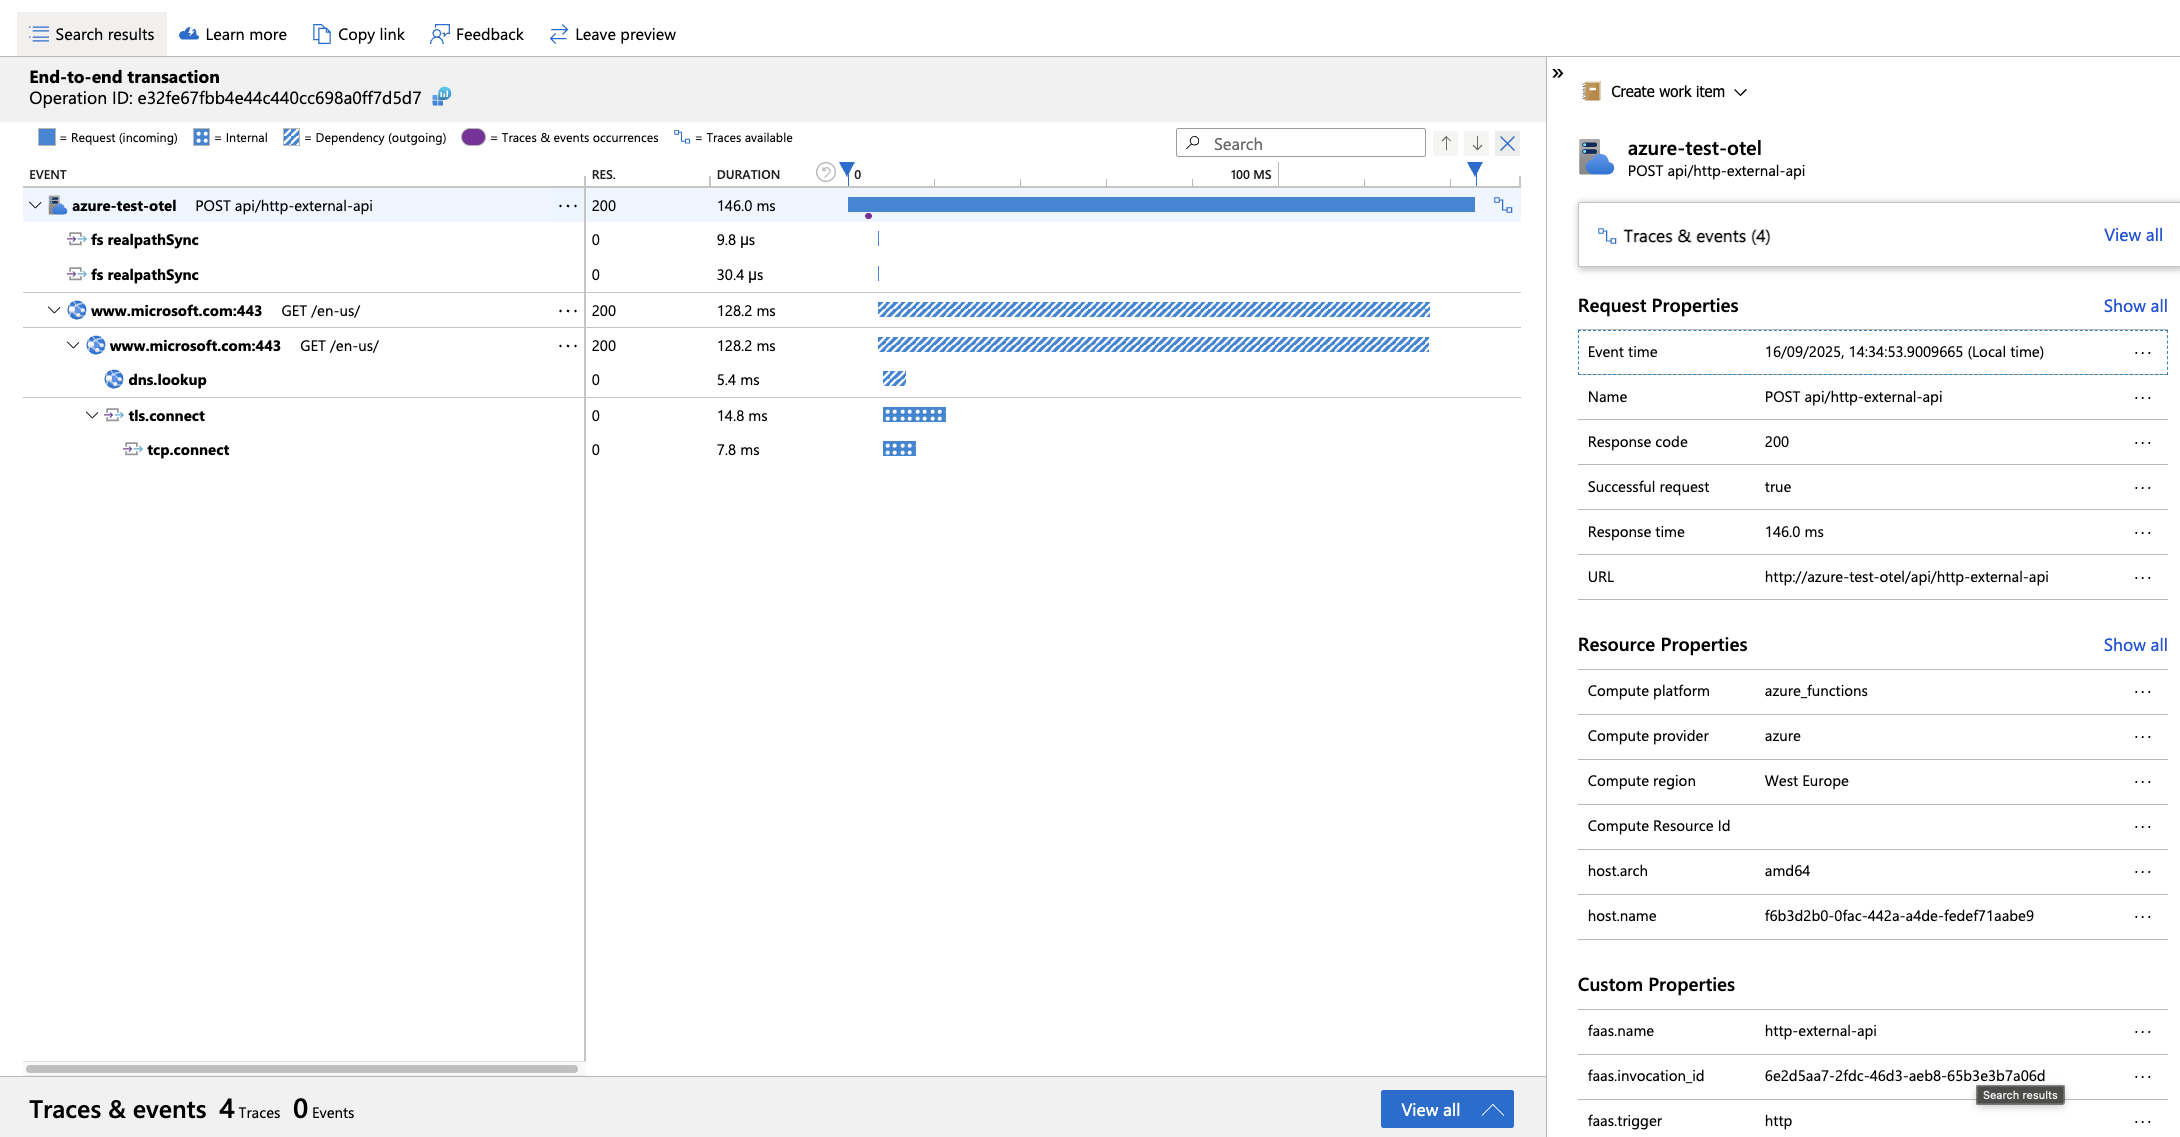 Search results  Learn more  Copy link  Feedback  Leave preview
End-to-end transaction
Operation ID: e32fe67fbb4e44c440cc698a0ff7d5d7
= Request (incoming)  = Internal  = Dependency (outgoing)  = Traces & events occurrences  = Traces available
Search
EVENT  RES.  DURATION  0  100 MS
azure-test-otel  POST api/http-external-api  ...  200  146.0 ms
fs realpathSync  0  9.8 µs
fs realpathSync  0  30.4 µs
www.microsoft.com:443  GET /en-us/  ...  200  128.2 ms
www.microsoft.com:443  GET /en-us/  ...  200  128.2 ms
dns.lookup  0  5.4 ms
tls.connect  0  14.8 ms
tcp.connect  0  7.8 ms
Traces & events  4 Traces  0 Events
View all
Create work item
azure-test-otel
POST api/http-external-api
Traces & events (4)  View all
Request Properties  Show all
Event time  16/09/2025, 14:34:53.9009665 (Local time)  ...
Name  POST api/http-external-api  ...
Response code  200  ...
Successful request  true  ...
Response time  146.0 ms  ...
URL  http://azure-test-otel/api/http-external-api  ...
Resource Properties  Show all
Compute platform  azure_functions  ...
Compute provider  azure  ...
Compute region  West Europe  ...
Compute Resource Id  ...
host.arch  amd64  ...
host.name  f6b3d2b0-0fac-442a-a4de-fedef71aabe9  ...
Custom Properties
faas.name  http-external-api  ...
faas.invocation_id  6e2d5aa7-2fdc-46d3-aeb8-65b3e3b7a06d  ...
Search results
faas.trigger  http  ...